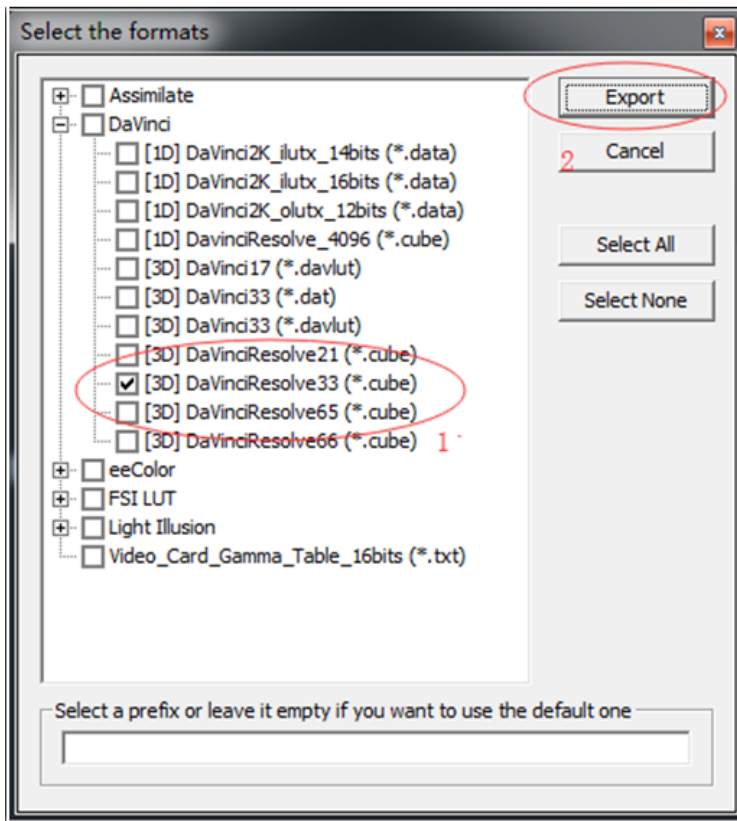 Select the formats
Assimilate
DaVinci
[1D] DaVinci2K_ilutx_14bits (*.data)
[1D] DaVinci2K_ilutx_16bits (*.data)
[1D] DaVinci2K_olutx_12bits (*.data)
[1D] DavinciResolve_4096 (*.cube)
[3D] DaVinci17 (*.davlut)
[3D] DaVinci33 (*.dat)
[3D] DaVinci33 (*.davlut)
[3D] DaVinciResolve21 (*.cube)
[3D] DaVinciResolve33 (*.cube)
[3D] DaVinciResolve65 (*.cube)
[3D] DaVinciResolve66 (*.cube)
1
eeColor
FSI LUT
Light Illusion
Video_Card_Gamma_Table_16bits (*.txt)
Export
2
Cancel
Select All
Select None
Select a prefix or leave it empty if you want to use the default one